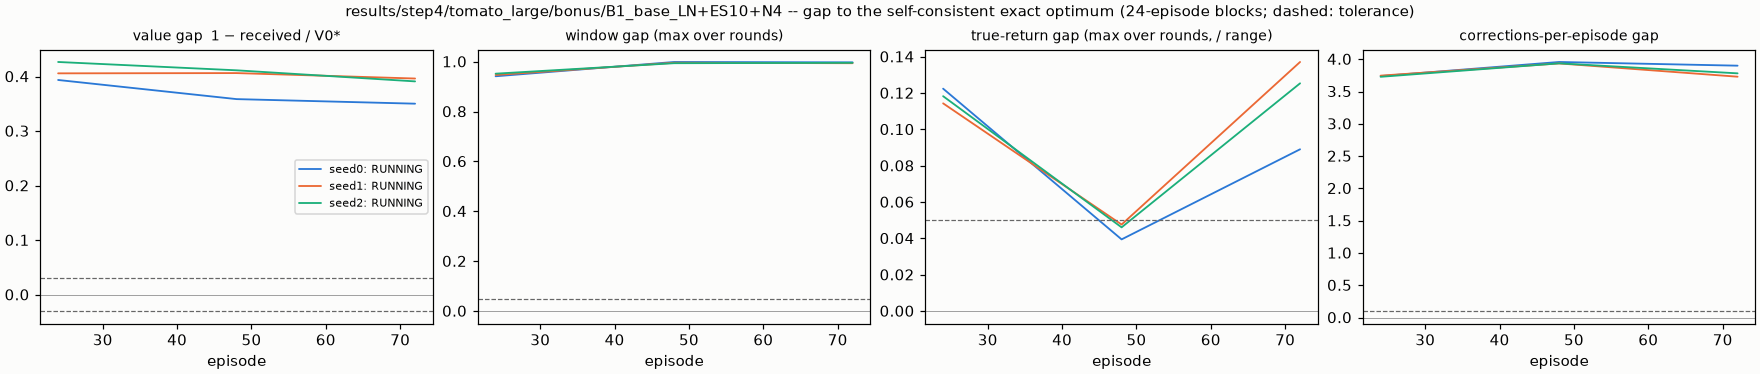 results/step4/tomato_large/bonus/B1_base_LN+ES10+N4 -- gap to the self-consistent exact optimum (24-episode blocks; dashed: tolerance)
value gap  1 − received / V0*
0.4
0.3
0.2
0.1
0.0
30 40 50 60 70
episode
seed0: RUNNING
seed1: RUNNING
seed2: RUNNING
window gap (max over rounds)
1.0
0.8
0.6
0.4
0.2
0.0
30 40 50 60 70
episode
true-return gap (max over rounds, / range)
0.14
0.12
0.10
0.08
0.06
0.04
0.02
0.00
30 40 50 60 70
episode
corrections-per-episode gap
4.0
3.5
3.0
2.5
2.0
1.5
1.0
0.5
0.0
30 40 50 60 70
episode